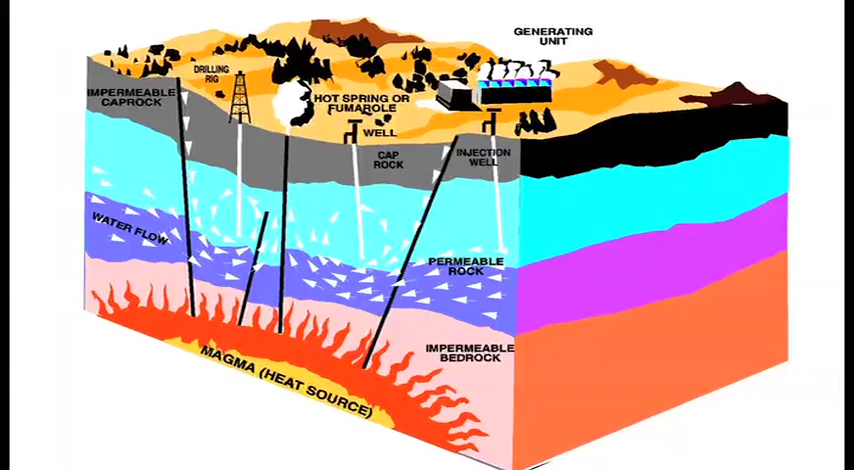 GENERATING
UNIT
DRILLING
RIG
IMPERMEABLE
CAPROCK
HOT SPRING OR
FUMAROLE
WELL
CAP
ROCK
INJECTION
WELL
WATER FLOW
PERMEABLE
ROCK
IMPERMEABLE
BEDROCK
MAGMA (HEAT SOURCE)